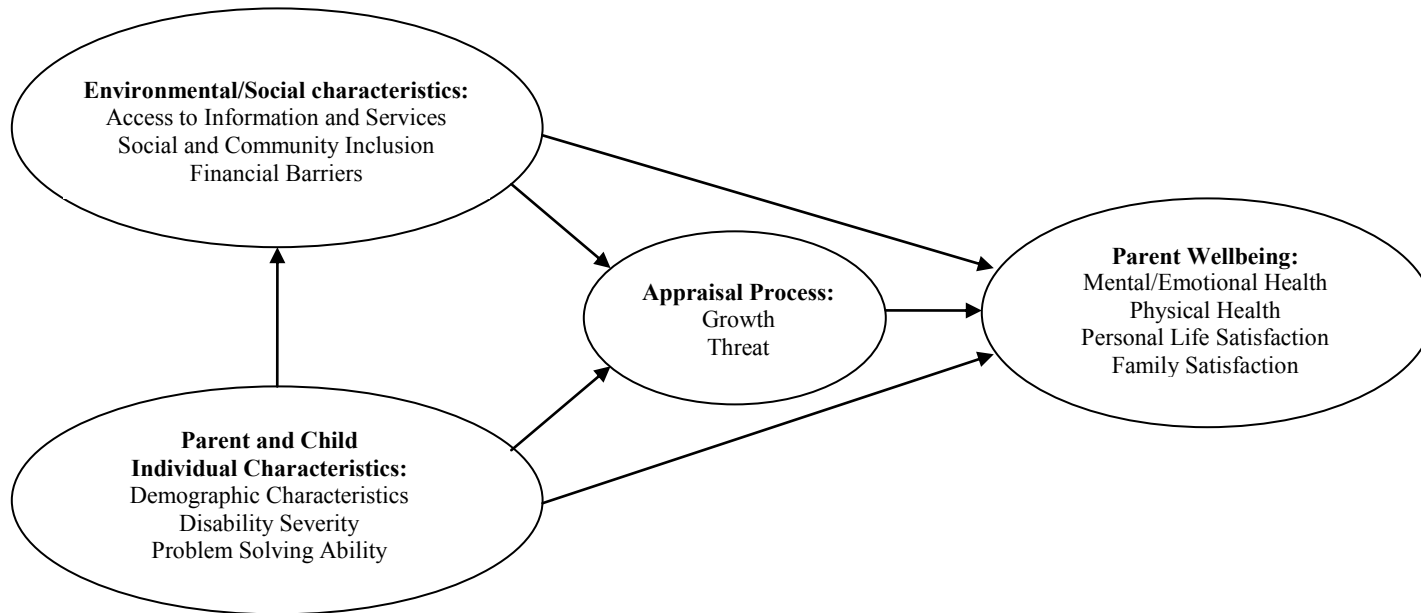 Environmental/Social characteristics:
Access to Information and Services
Social and Community Inclusion
Financial Barriers
Appraisal Process:
Growth
Threat
Parent Wellbeing:
Mental/Emotional Health
Physical Health
Personal Life Satisfaction
Family Satisfaction
Parent and Child
Individual Characteristics:
Demographic Characteristics
Disability Severity
Problem Solving Ability